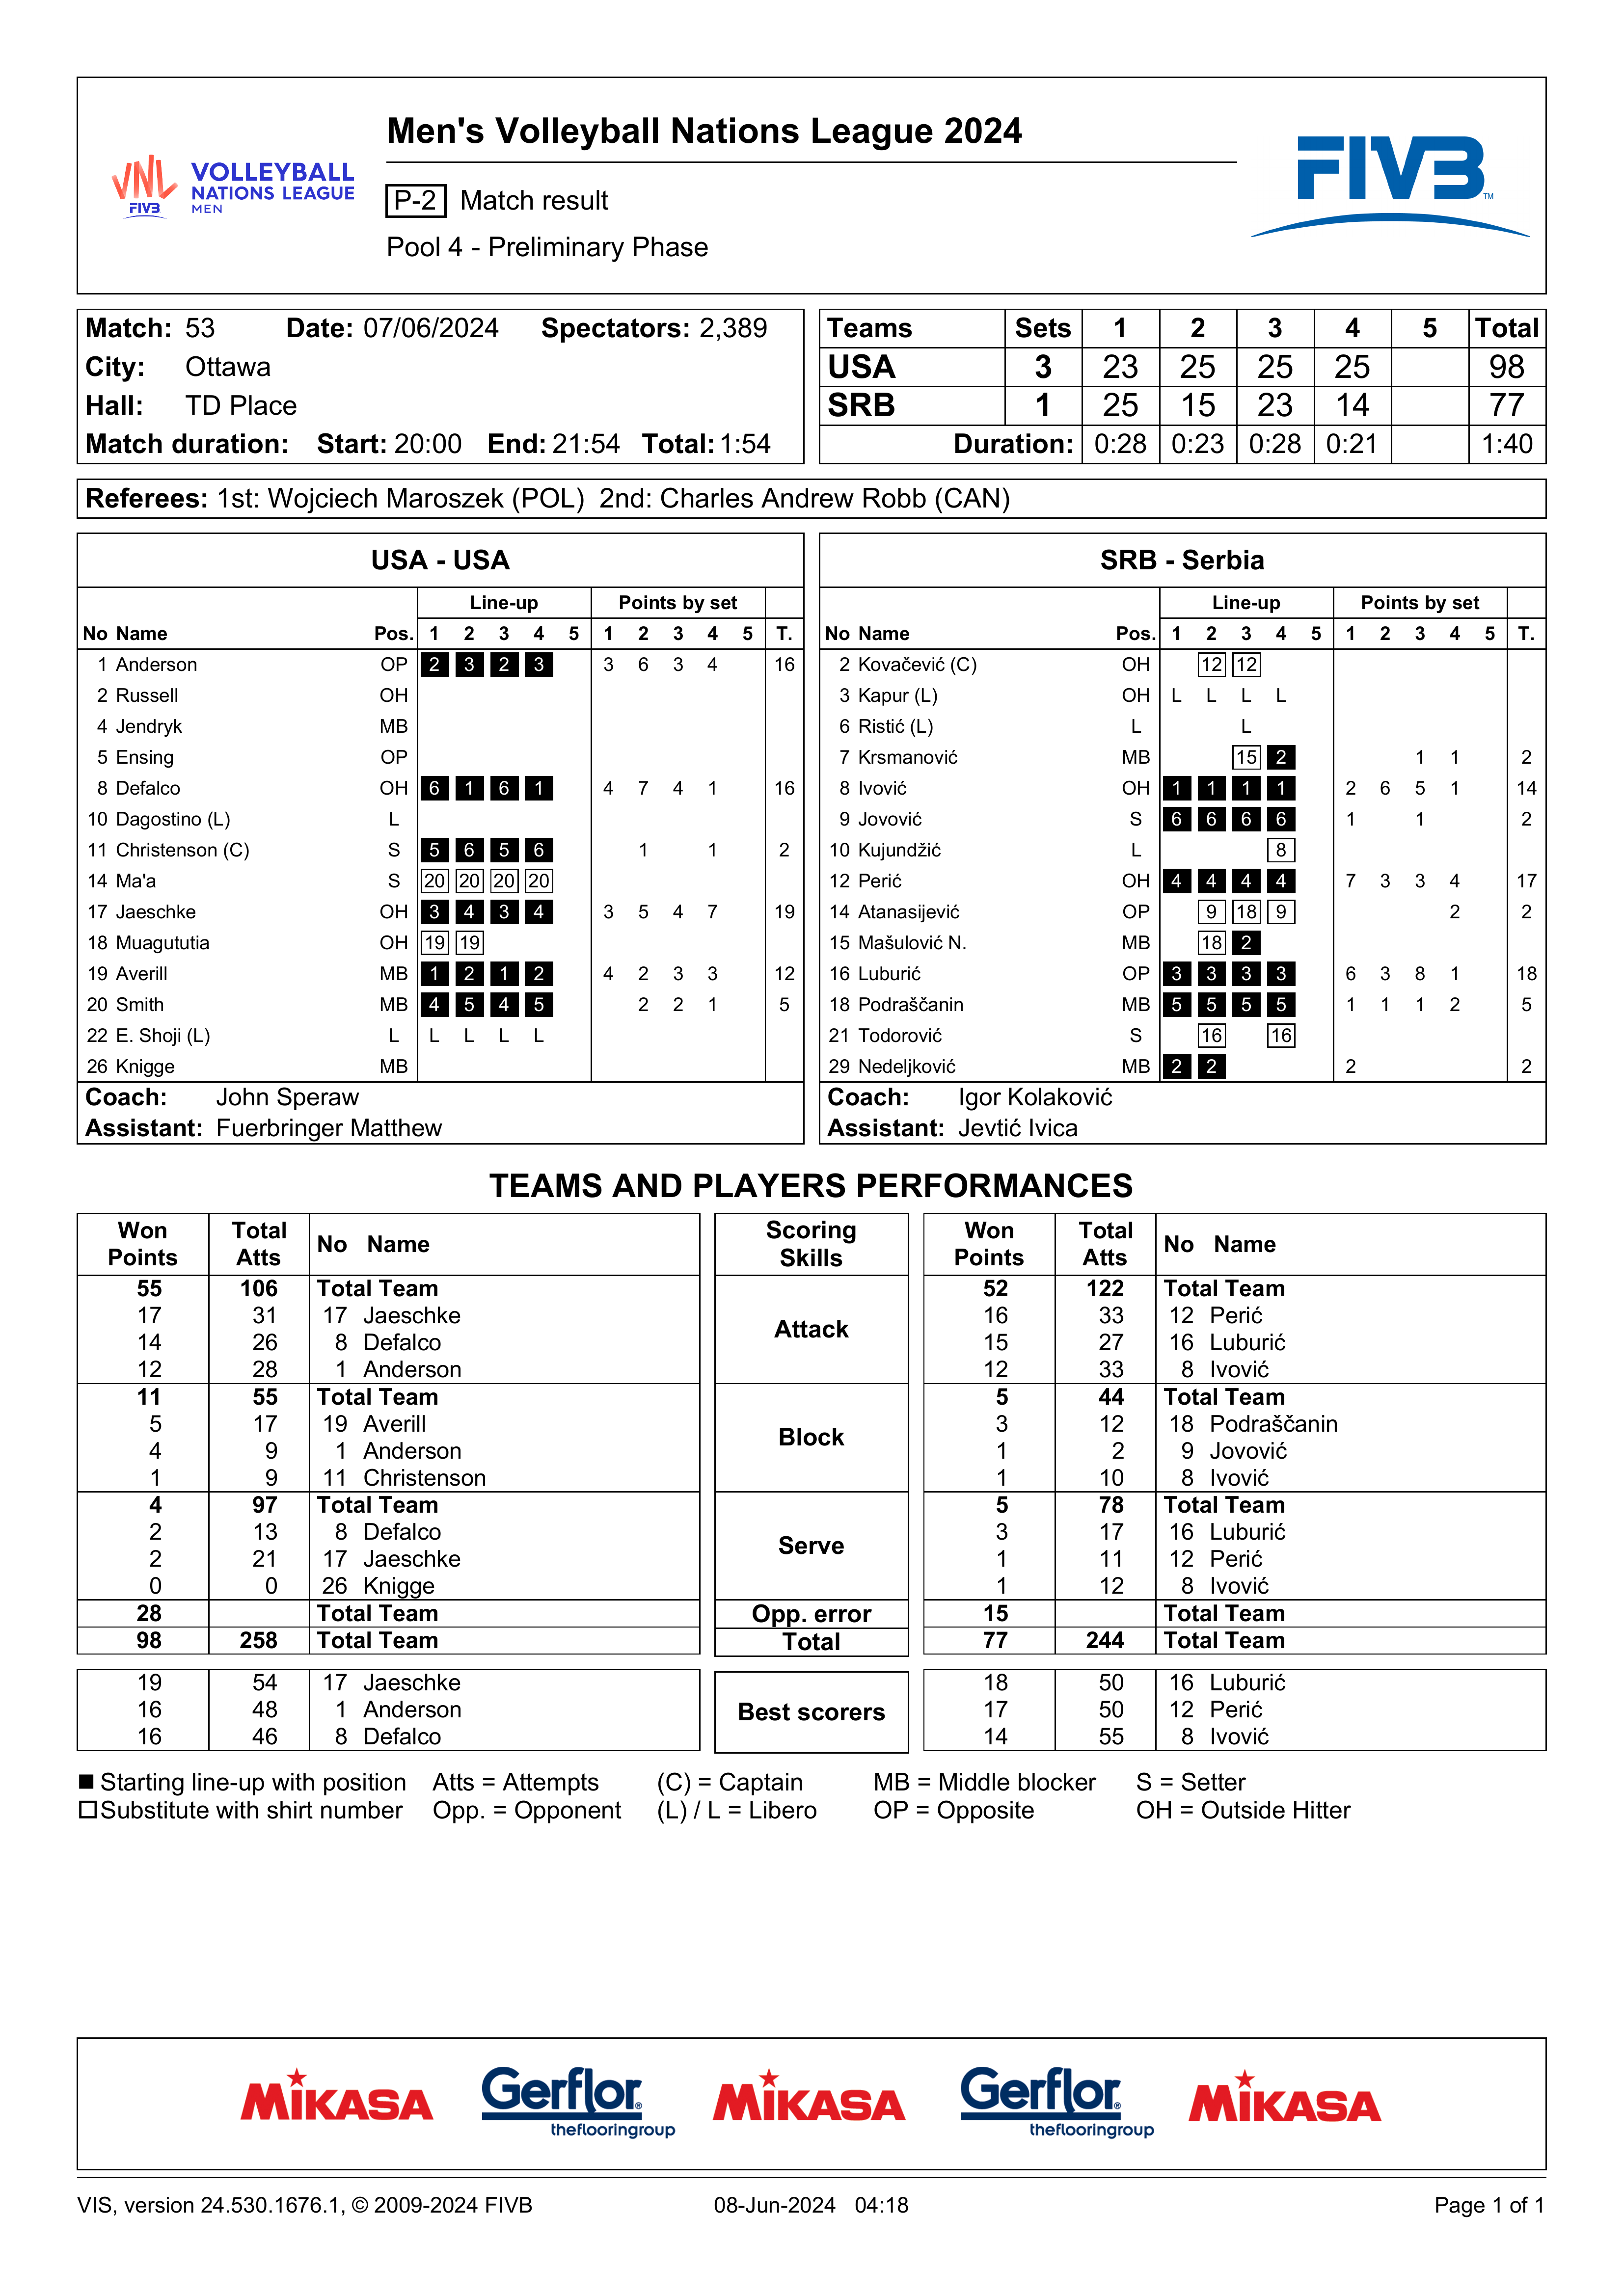 Men's Volleyball Nations League 2024
VNL FIVB VOLLEYBALL NATIONS LEAGUE MEN
P-2 Match result
Pool 4 - Preliminary Phase
FIVB TM
Match: 53 Date: 07/06/2024 Spectators: 2,389
City: Ottawa
Hall: TD Place
Match duration: Start: 20:00 End: 21:54 Total: 1:54
Teams Sets 1 2 3 4 5 Total
USA 3 23 25 25 25 98
SRB 1 25 15 23 14 77
Duration: 0:28 0:23 0:28 0:21 1:40
Referees: 1st: Wojciech Maroszek (POL) 2nd: Charles Andrew Robb (CAN)
USA - USA
Line-up Points by set
No Name Pos. 1 2 3 4 5 1 2 3 4 5 T.
1 Anderson OP 2 3 2 3 3 6 3 4 16
2 Russell OH
4 Jendryk MB
5 Ensing OP
8 Defalco OH 6 1 6 1 4 7 4 1 16
10 Dagostino (L) L
11 Christenson (C) S 5 6 5 6 1 1 2
14 Ma'a S 20 20 20 20
17 Jaeschke OH 3 4 3 4 3 5 4 7 19
18 Muagututia OH 19 19
19 Averill MB 1 2 1 2 4 2 3 3 12
20 Smith MB 4 5 4 5 2 2 1 5
22 E. Shoji (L) L L L L L
26 Knigge MB
Coach: John Speraw
Assistant: Fuerbringer Matthew
SRB - Serbia
Line-up Points by set
No Name Pos. 1 2 3 4 5 1 2 3 4 5 T.
2 Kovačević (C) OH 12 12
3 Kapur (L) OH L L L L
6 Ristić (L) L L
7 Krsmanović MB 15 2 1 1 2
8 Ivović OH 1 1 1 1 2 6 5 1 14
9 Jovović S 6 6 6 6 1 1 2
10 Kujundžić L 8
12 Perić OH 4 4 4 4 7 3 3 4 17
14 Atanasijević OP 9 18 9 2 2
15 Mašulović N. MB 18 2
16 Luburić OP 3 3 3 3 6 3 8 1 18
18 Podraščanin MB 5 5 5 5 1 1 1 2 5
21 Todorović S 16 16
29 Nedeljković MB 2 2 2 2
Coach: Igor Kolaković
Assistant: Jevtić Ivica
TEAMS AND PLAYERS PERFORMANCES
Won Points Total Atts No Name Scoring Skills Won Points Total Atts No Name
55 106 Total Team Attack 52 122 Total Team
17 31 17 Jaeschke 16 33 12 Perić
14 26 8 Defalco 15 27 16 Luburić
12 28 1 Anderson 12 33 8 Ivović
11 55 Total Team Block 5 44 Total Team
5 17 19 Averill 3 12 18 Podraščanin
4 9 1 Anderson 1 2 9 Jovović
1 9 11 Christenson 1 10 8 Ivović
4 97 Total Team Serve 5 78 Total Team
2 13 8 Defalco 3 17 16 Luburić
2 21 17 Jaeschke 1 11 12 Perić
0 0 26 Knigge 1 12 8 Ivović
28 Total Team Opp. error 15 Total Team
98 258 Total Team Total 77 244 Total Team
19 54 17 Jaeschke Best scorers 18 50 16 Luburić
16 48 1 Anderson 17 50 12 Perić
16 46 8 Defalco 14 55 8 Ivović
Starting line-up with position Atts = Attempts (C) = Captain MB = Middle blocker S = Setter
Substitute with shirt number Opp. = Opponent (L) / L = Libero OP = Opposite OH = Outside Hitter
MIKASA Gerflor® theflooringgroup MIKASA Gerflor® theflooringgroup MIKASA
VIS, version 24.530.1676.1, © 2009-2024 FIVB 08-Jun-2024 04:18 Page 1 of 1